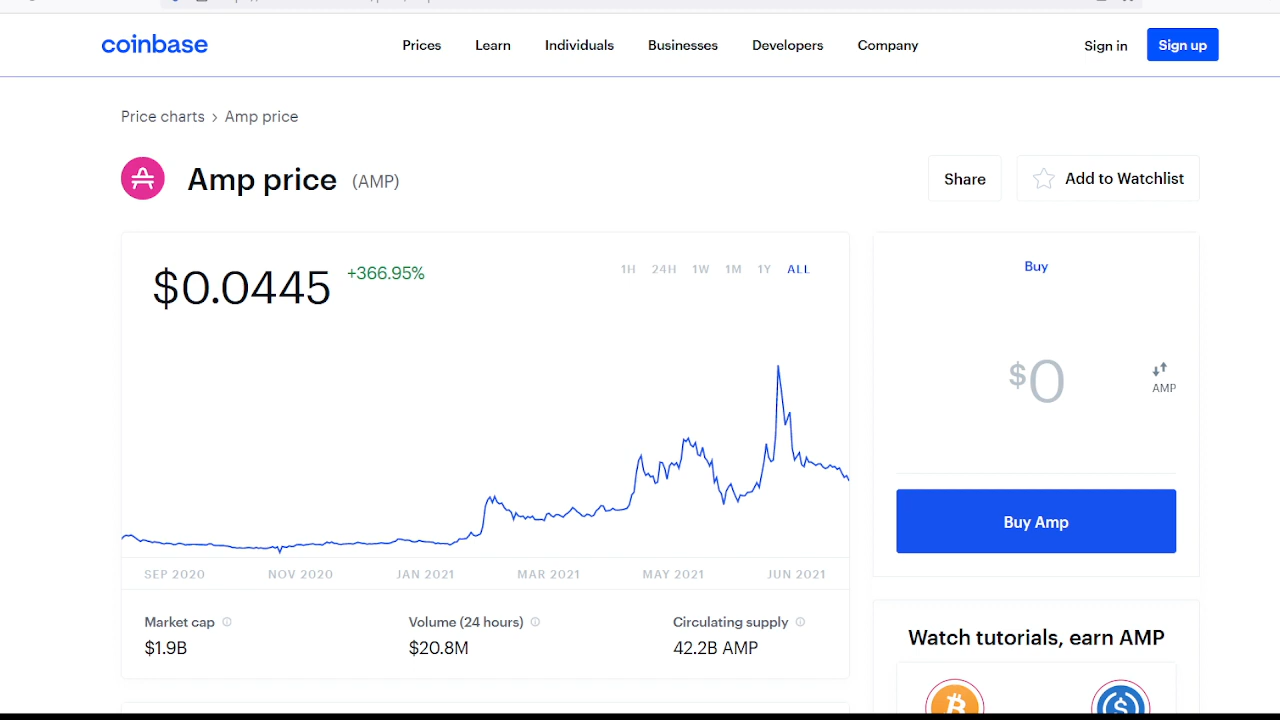 coinbase Prices Learn Individuals Businesses Developers Company Sign in Sign up
Price charts > Amp price
Amp price (AMP)
Share
Add to Watchlist
$0.0445 +366.95%
1H 24H 1W 1M 1Y ALL
SEP 2020 NOV 2020 JAN 2021 MAR 2021 MAY 2021 JUN 2021
Market cap Volume (24 hours) Circulating supply
$1.9B $20.8M 42.2B AMP
Buy
$0
AMP
Buy Amp
Watch tutorials, earn AMP